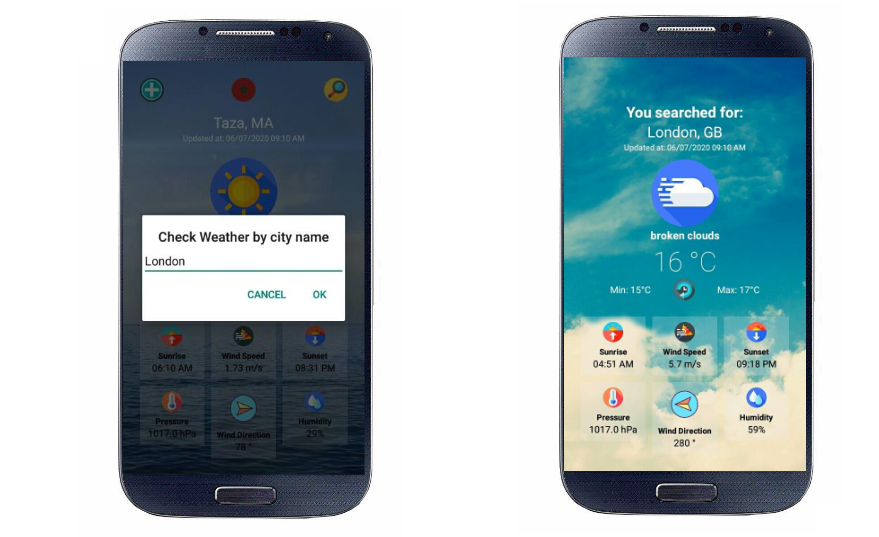 Taza, MA
Updated at: 06/07/2020 09:10 AM
Check Weather by city name
London
CANCEL OK
Sunrise Wind Speed Sunset
06:10 AM 1.73 m/s 08:31 PM
Pressure Wind Direction Humidity
1017.0 hPa 78 ° 29%
You searched for:
London, GB
Updated at: 06/07/2020 09:10 AM
broken clouds
16 °C
Min: 15°C Max: 17°C
Sunrise Wind Speed Sunset
04:51 AM 5.7 m/s 09:18 PM
Pressure Wind Direction Humidity
1017.0 hPa 280 ° 59%